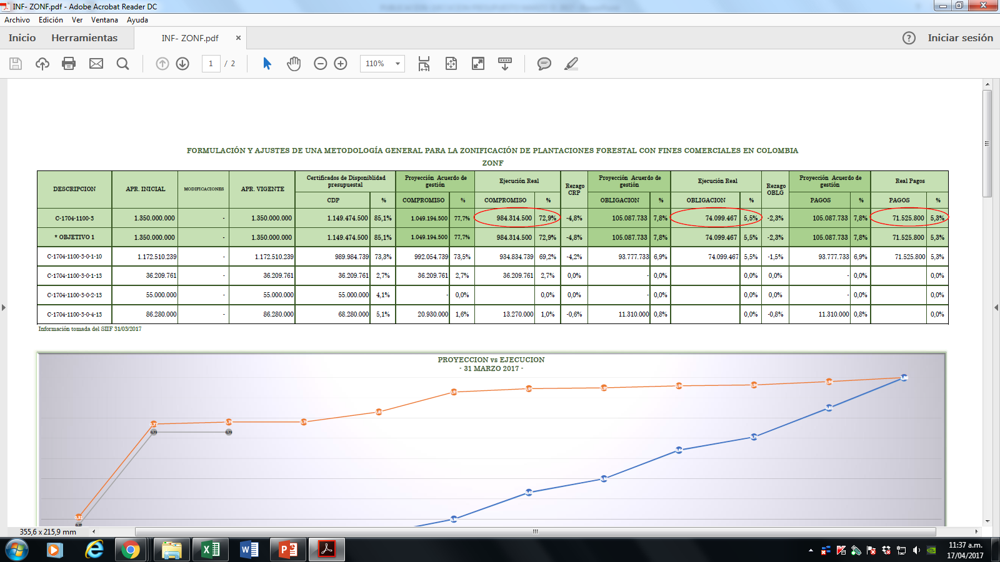 INF- ZONF.pdf - Adobe Acrobat Reader DC
Archivo Edición Ver Ventana Ayuda
Inicio Herramientas INF- ZONF.pdf × ? Iniciar sesión
1 / 2 110%
FORMULACIÓN Y AJUSTES DE UNA METODOLOGÍA GENERAL PARA LA ZONIFICACIÓN DE PLANTACIONES FORESTAL CON FINES COMERCIALES EN COLOMBIA
ZONF
DESCRIPCION APR. INICIAL MODIFICACIONES APR. VIGENTE Certificados de Disponiblidad presupuestal Proyección Acuerdo de gestión Ejecución Real Rezago CRP Proyección Acuerdo de gestión Ejecución Real Rezago OBLG Proyección Acuerdo de gestión Real Pagos
CDP % COMPROMISO % COMPROMISO % OBLIGACION % OBLIGACION % PAGOS % PAGOS %
C-1704-1100-3 1.350.000.000 - 1.350.000.000 1.149.474.500 85,1% 1.049.194.500 77,7% 984.314.500 72,9% -4,8% 105.087.733 7,8% 74.099.467 5,5% -2,3% 105.087.733 7,8% 71.525.800 5,3%
* OBJETIVO 1 1.350.000.000 - 1.350.000.000 1.149.474.500 85,1% 1.049.194.500 77,7% 984.314.500 72,9% -4,8% 105.087.733 7,8% 74.099.467 5,5% -2,3% 105.087.733 7,8% 71.525.800 5,3%
C-1704-1100-3-0-1-10 1.172.510.239 - 1.172.510.239 989.984.739 73,3% 992.054.739 73,5% 934.834.739 69,2% -4,2% 93.777.733 6,9% 74.099.467 5,5% -1,5% 93.777.733 6,9% 71.525.800 5,3%
C-1704-1100-3-0-1-13 36.209.761 - 36.209.761 36.209.761 2,7% 36.209.761 2,7% 36.209.761 2,7% 0,0% - 0,0% 0,0% 0,0% - 0,0% 0,0%
C-1704-1100-3-0-2-13 55.000.000 - 55.000.000 55.000.000 4,1% - 0,0% 0,0% 0,0% - 0,0% 0,0% 0,0% - 0,0% 0,0%
C-1704-1100-3-0-4-13 86.280.000 - 86.280.000 68.280.000 5,1% 20.930.000 1,6% 13.270.000 1,0% -0,6% 11.310.000 0,8% 0,0% -0,8% 11.310.000 0,8% 0,0%
Información tomada del SIIF 31/03/2017
PROYECCION vs EJECUCION
- 31 MARZO 2017 -
355,6 x 215,9 mm
11:37 a.m.
17/04/2017